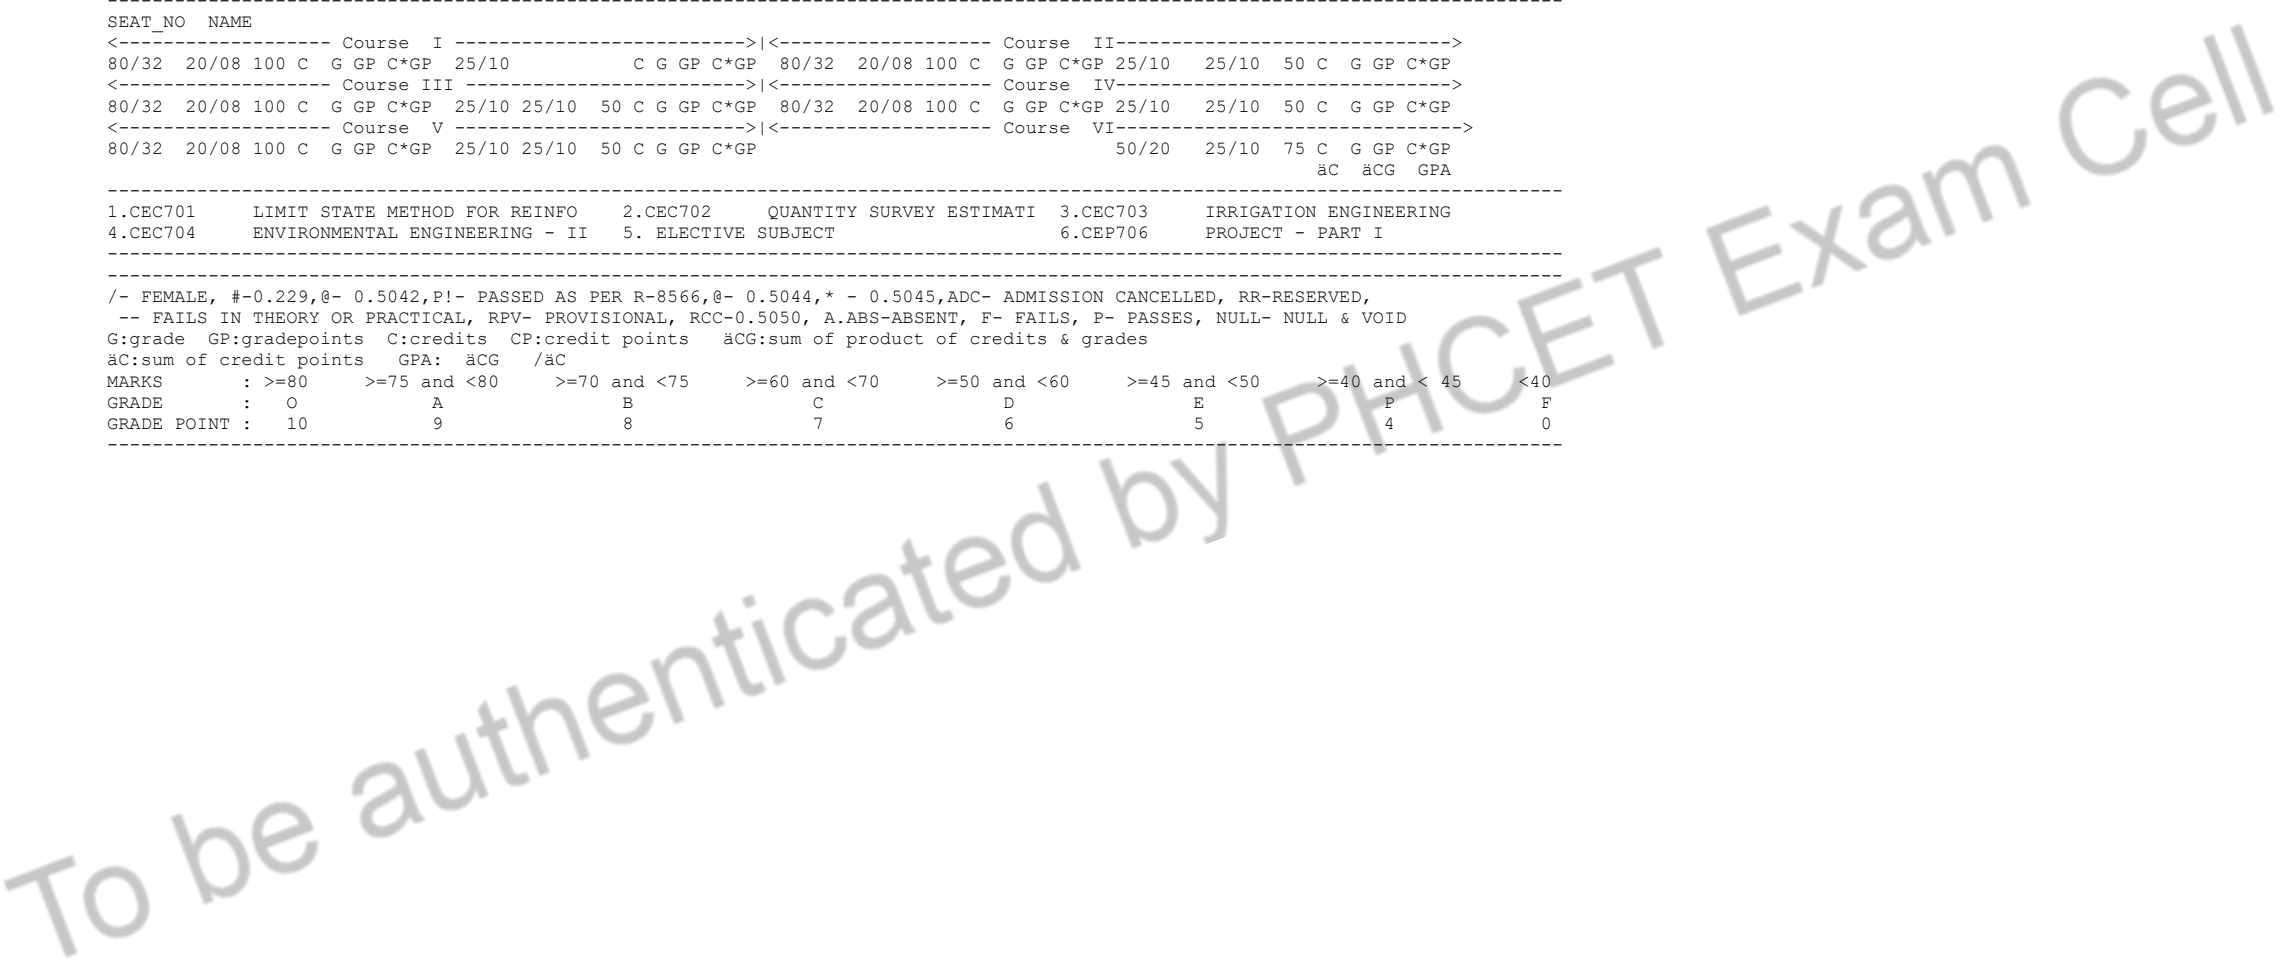 ----------------------------------------------------------------------------------------------------------------------------------
SEAT_NO  NAME
<------------------- Course  I -------------------------->|<------------------- Course  II------------------------------>
80/32  20/08 100 C  G GP C*GP  25/10           C G GP C*GP  80/32  20/08 100 C  G GP C*GP 25/10   25/10  50 C  G GP C*GP
<------------------- Course III ------------------------->|<------------------- Course  IV------------------------------>
80/32  20/08 100 C  G GP C*GP  25/10 25/10  50 C G GP C*GP  80/32  20/08 100 C  G GP C*GP 25/10   25/10  50 C  G GP C*GP
<------------------- Course  V -------------------------->|<------------------- Course  VI------------------------------->
80/32  20/08 100 C  G GP C*GP  25/10 25/10  50 C G GP C*GP                                50/20   25/10  75 C  G GP C*GP
äC  äCG  GPA
----------------------------------------------------------------------------------------------------------------------------------
1.CEC701     LIMIT STATE METHOD FOR REINFO    2.CEC702     QUANTITY SURVEY ESTIMATI  3.CEC703     IRRIGATION ENGINEERING
4.CEC704     ENVIRONMENTAL ENGINEERING - II   5. ELECTIVE SUBJECT                    6.CEP706     PROJECT - PART I
----------------------------------------------------------------------------------------------------------------------------------
----------------------------------------------------------------------------------------------------------------------------------
/- FEMALE, #-0.229,@- 0.5042,P!- PASSED AS PER R-8566,@- 0.5044,* - 0.5045,ADC- ADMISSION CANCELLED, RR-RESERVED,
-- FAILS IN THEORY OR PRACTICAL, RPV- PROVISIONAL, RCC-0.5050, A.ABS-ABSENT, F- FAILS, P- PASSES, NULL- NULL & VOID
G:grade  GP:gradepoints  C:credits  CP:credit points   äCG:sum of product of credits & grades
äC:sum of credit points   GPA:  äCG  /äC
MARKS       : >=80     >=75 and <80     >=70 and <75     >=60 and <70     >=50 and <60     >=45 and <50     >=40 and < 45     <40
GRADE       :   O            A                B                C                D                E                P             F
GRADE POINT :   10           9                8                7                6                5                4             0
----------------------------------------------------------------------------------------------------------------------------------
To be authenticated by PHCET Exam Cell